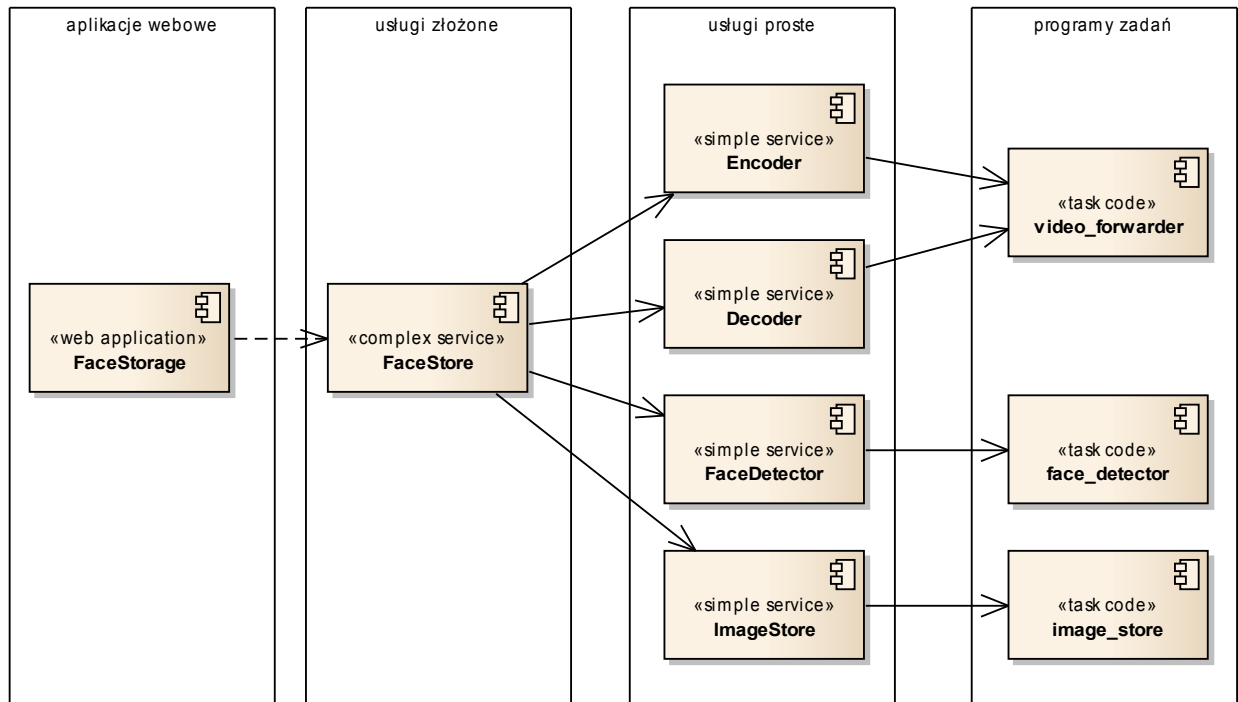 aplikacje webowe
usługi złożone
usługi proste
programy zadań
«web application»
FaceStorage
«complex service»
FaceStore
«simple service»
Encoder
«simple service»
Decoder
«simple service»
FaceDetector
«simple service»
ImageStore
«task code»
video_forwarder
«task code»
face_detector
«task code»
image_store